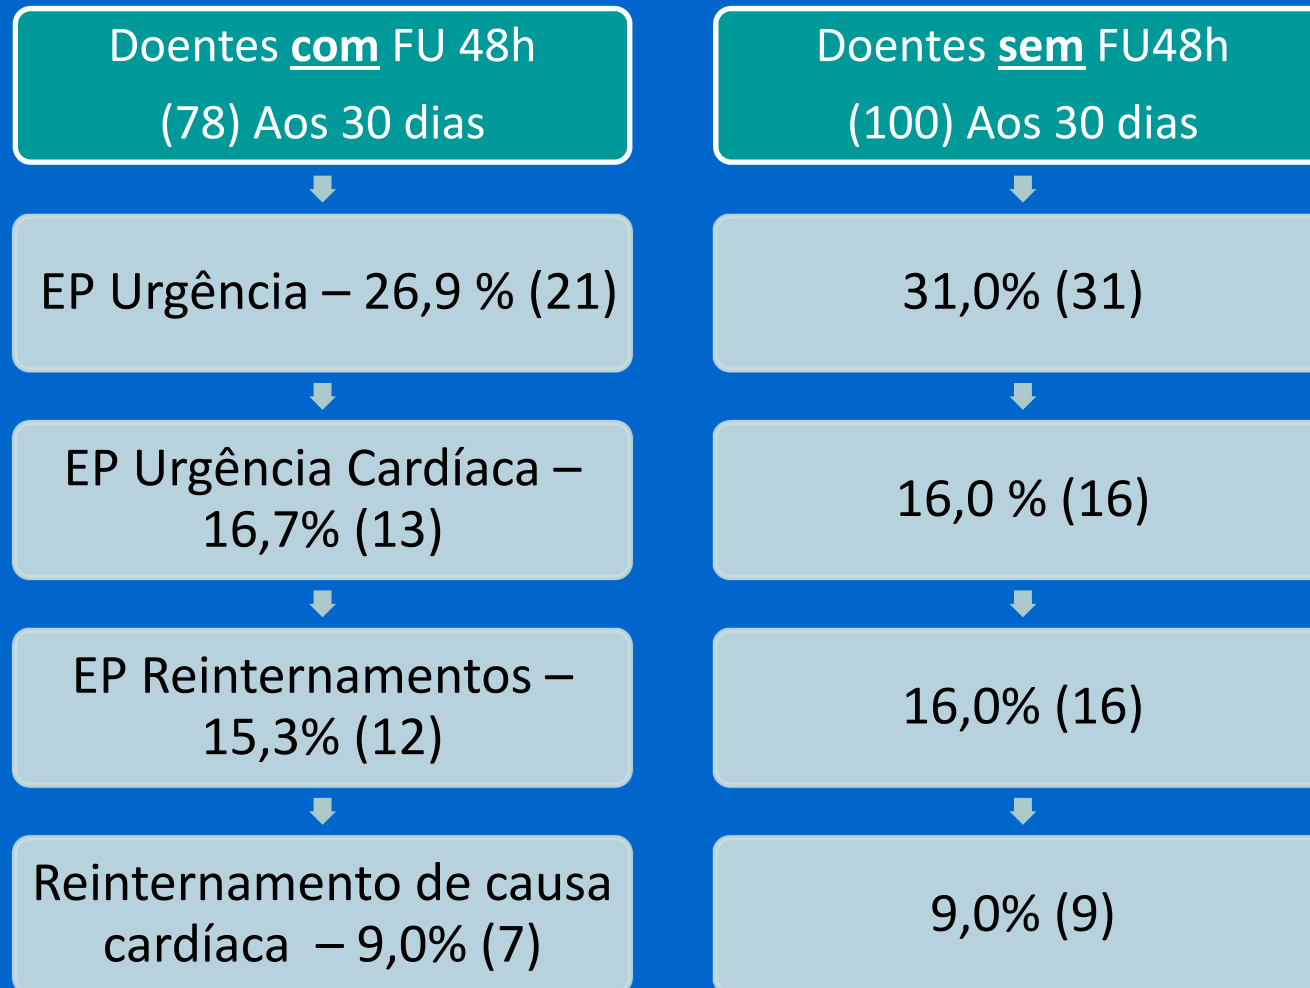 Doentes com FU 48h
(78) Aos 30 dias
EP Urgência – 26,9 % (21)
EP Urgência Cardíaca –
16,7% (13)
EP Reinternamentos –
15,3% (12)
Reinternamento de causa
cardíaca – 9,0% (7)
Doentes sem FU48h
(100) Aos 30 dias
31,0% (31)
16,0 % (16)
16,0% (16)
9,0% (9)